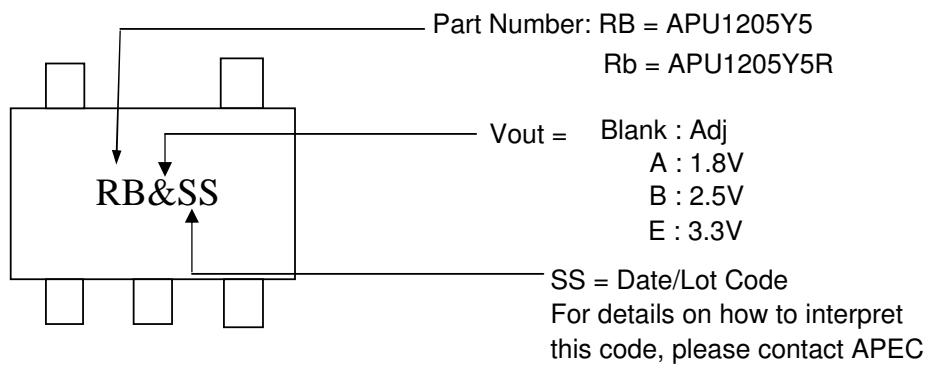 Part Number: RB = APU1205Y5
Rb = APU1205Y5R
Vout = Blank : Adj
A : 1.8V
RB&SS
B : 2.5V
E : 3.3V
SS = Date/Lot Code
For details on how to interpret
this code, please contact APEC